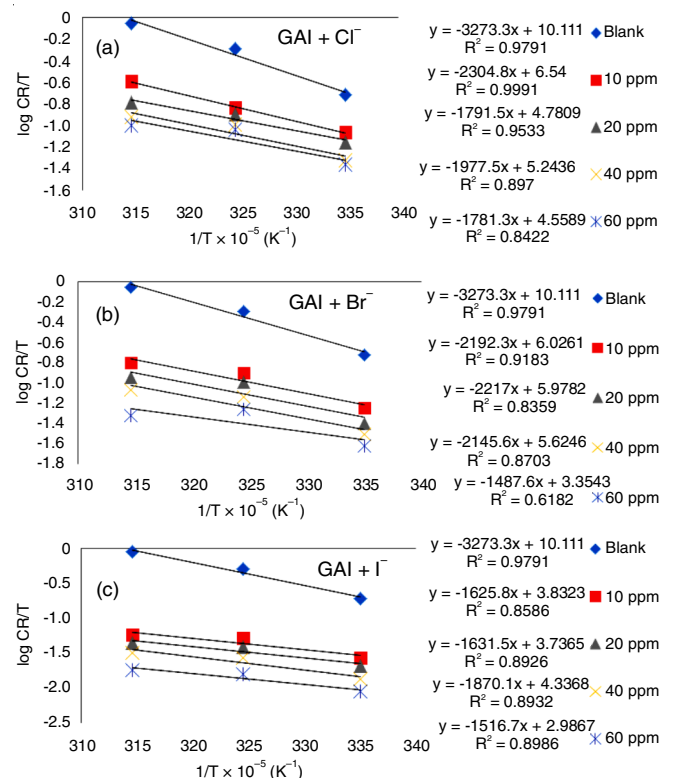 (a)
GAI + Cl⁻
log CR/T
0
-0.2
-0.4
-0.6
-0.8
-1.0
-1.2
-1.4
-1.6
310
320
330
340
1/T × 10⁻⁵ (K⁻¹)
y = -3273.3x + 10.111
R² = 0.9791
Blank
y = -2304.8x + 6.54
R² = 0.9991
10 ppm
y = -1791.5x + 4.7809
R² = 0.9533
20 ppm
y = -1977.5x + 5.2436
R² = 0.897
40 ppm
y = -1781.3x + 4.5589
R² = 0.8422
60 ppm
(b)
GAI + Br⁻
log CR/T
0
-0.2
-0.4
-0.6
-0.8
-1.0
-1.2
-1.4
-1.6
-1.8
310
315
320
325
330
335
340
1/T × 10⁻⁵ (K⁻¹)
y = -3273.3x + 10.111
R² = 0.9791
Blank
y = -2192.3x + 6.0261
R² = 0.9183
10 ppm
y = -2217x + 5.9782
R² = 0.8359
20 ppm
y = -2145.6x + 5.6246
R² = 0.8703
40 ppm
y = -1487.6x + 3.3543
R² = 0.6182
60 ppm
(c)
GAI + I⁻
log CR/T
0
-0.5
-1.0
-1.5
-2.0
-2.5
310
315
320
325
330
335
340
1/T × 10⁻⁵ (K⁻¹)
y = -3273.3x + 10.111
R² = 0.9791
Blank
y = -1625.8x + 3.8323
R² = 0.8586
10 ppm
y = -1631.5x + 3.7365
R² = 0.8926
20 ppm
y = -1870.1x + 4.3368
R² = 0.8932
40 ppm
y = -1516.7x + 2.9867
R² = 0.8986
60 ppm